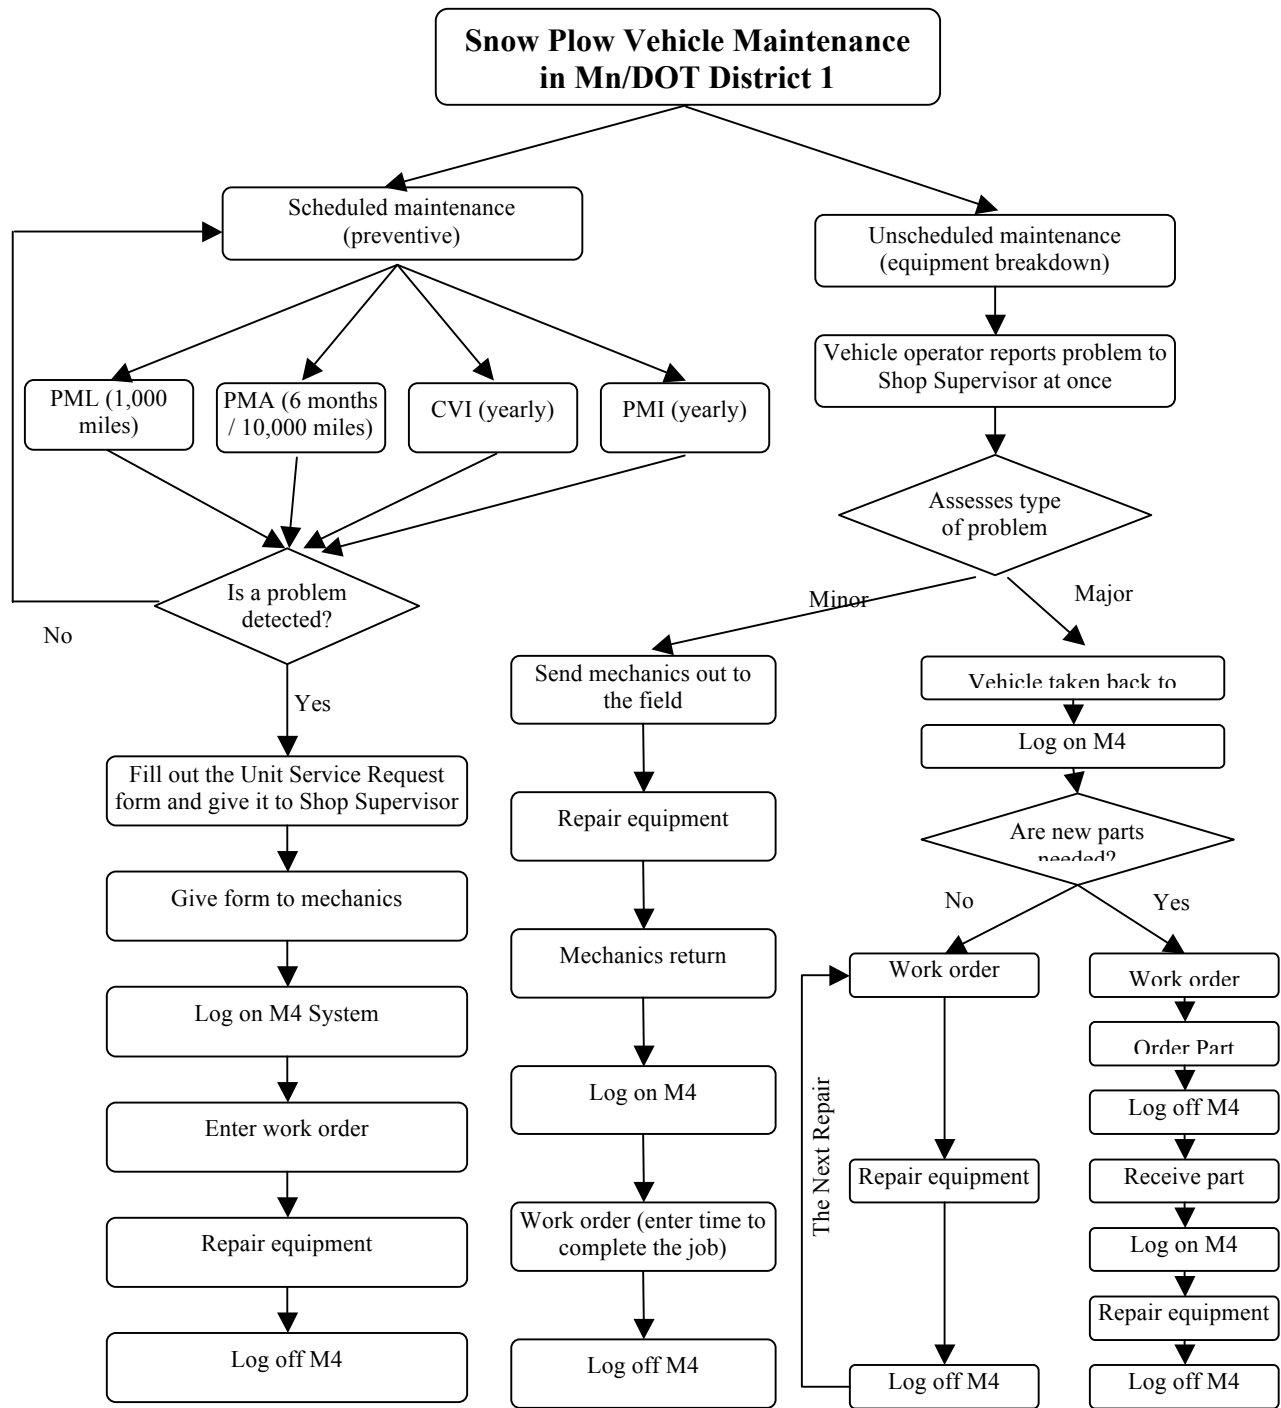 Snow Plow Vehicle Maintenance
in Mn/DOT District 1
Scheduled maintenance
(preventive)
Unscheduled maintenance
(equipment breakdown)
Vehicle operator reports problem to
Shop Supervisor at once
PML (1,000
miles)
PMA (6 months
/ 10,000 miles)
CVI (yearly)
PMI (yearly)
Assesses type
of problem
Is a problem
detected?
No
Yes
Minor
Major
Fill out the Unit Service Request
form and give it to Shop Supervisor
Give form to mechanics
Log on M4 System
Enter work order
Repair equipment
Log off M4
Send mechanics out to
the field
Repair equipment
Mechanics return
Log on M4
Work order (enter time to
complete the job)
Log off M4
Vehicle taken back to
Log on M4
Are new parts
needed?
No
Yes
Work order
Repair equipment
Log off M4
The Next Repair
Work order
Order Part
Log off M4
Receive part
Log on M4
Repair equipment
Log off M4